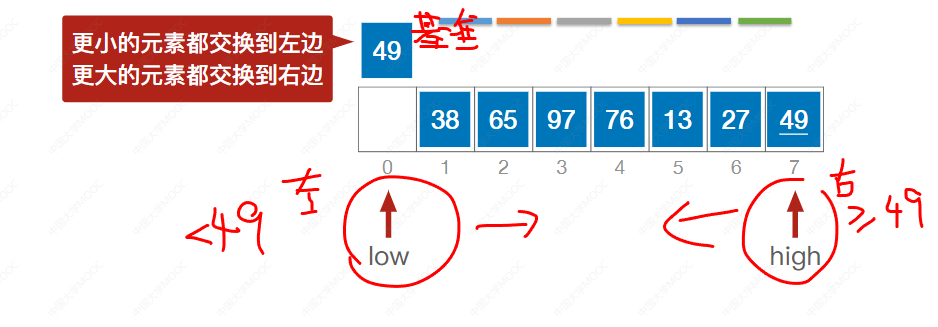 更小的元素都交换到左边
更大的元素都交换到右边
49 基准
38 65 97 76 13 27 49
0 1 2 3 4 5 6 7
<49 左 右 ≥49
low high